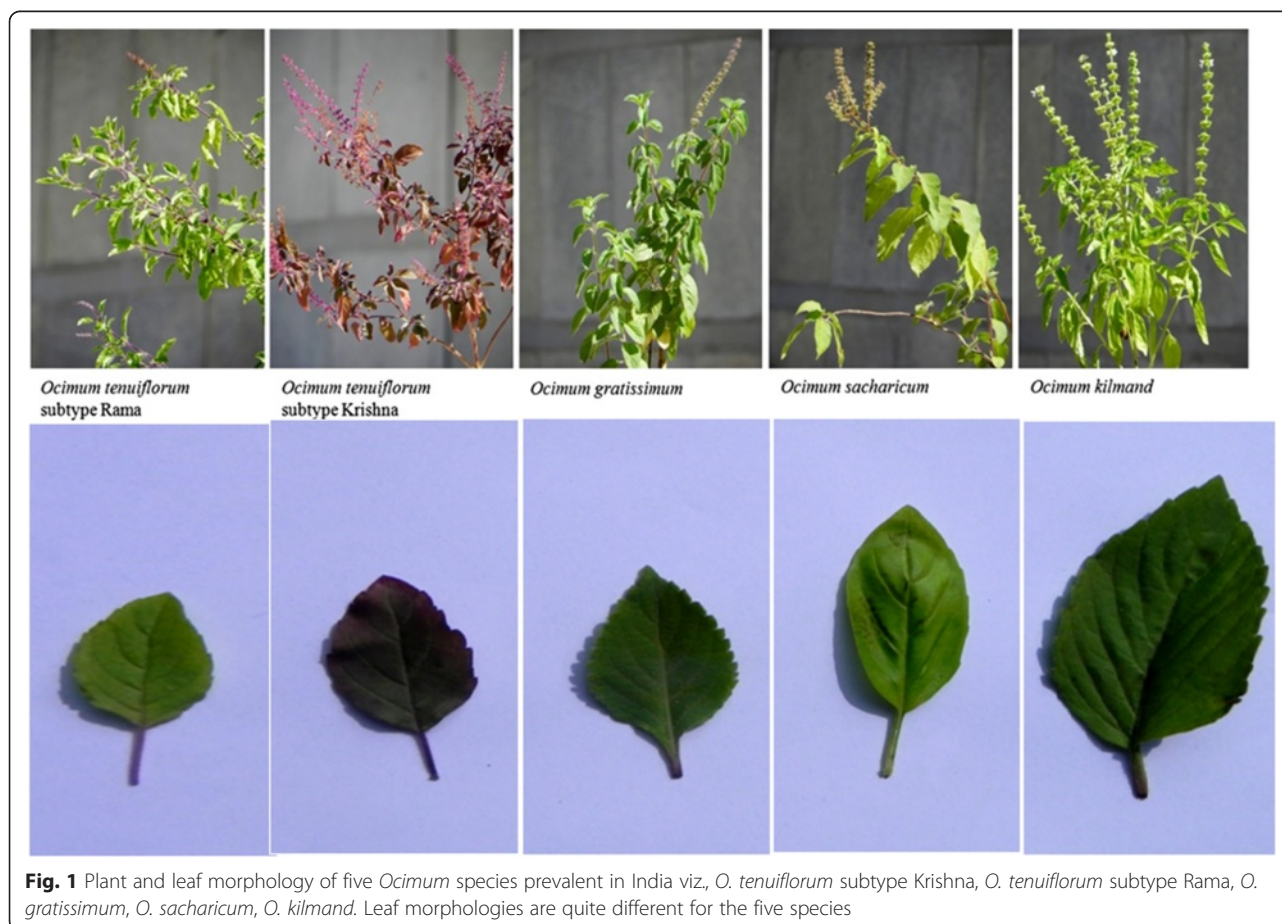 Ocimum tenuiflorum
subtype Rama
Ocimum tenuiflorum
subtype Krishna
Ocimum gratissimum
Ocimum sacharicum
Ocimum kilmand
Fig. 1 Plant and leaf morphology of five Ocimum species prevalent in India viz., O. tenuiflorum subtype Krishna, O. tenuiflorum subtype Rama, O.
gratissimum, O. sacharicum, O. kilmand. Leaf morphologies are quite different for the five species